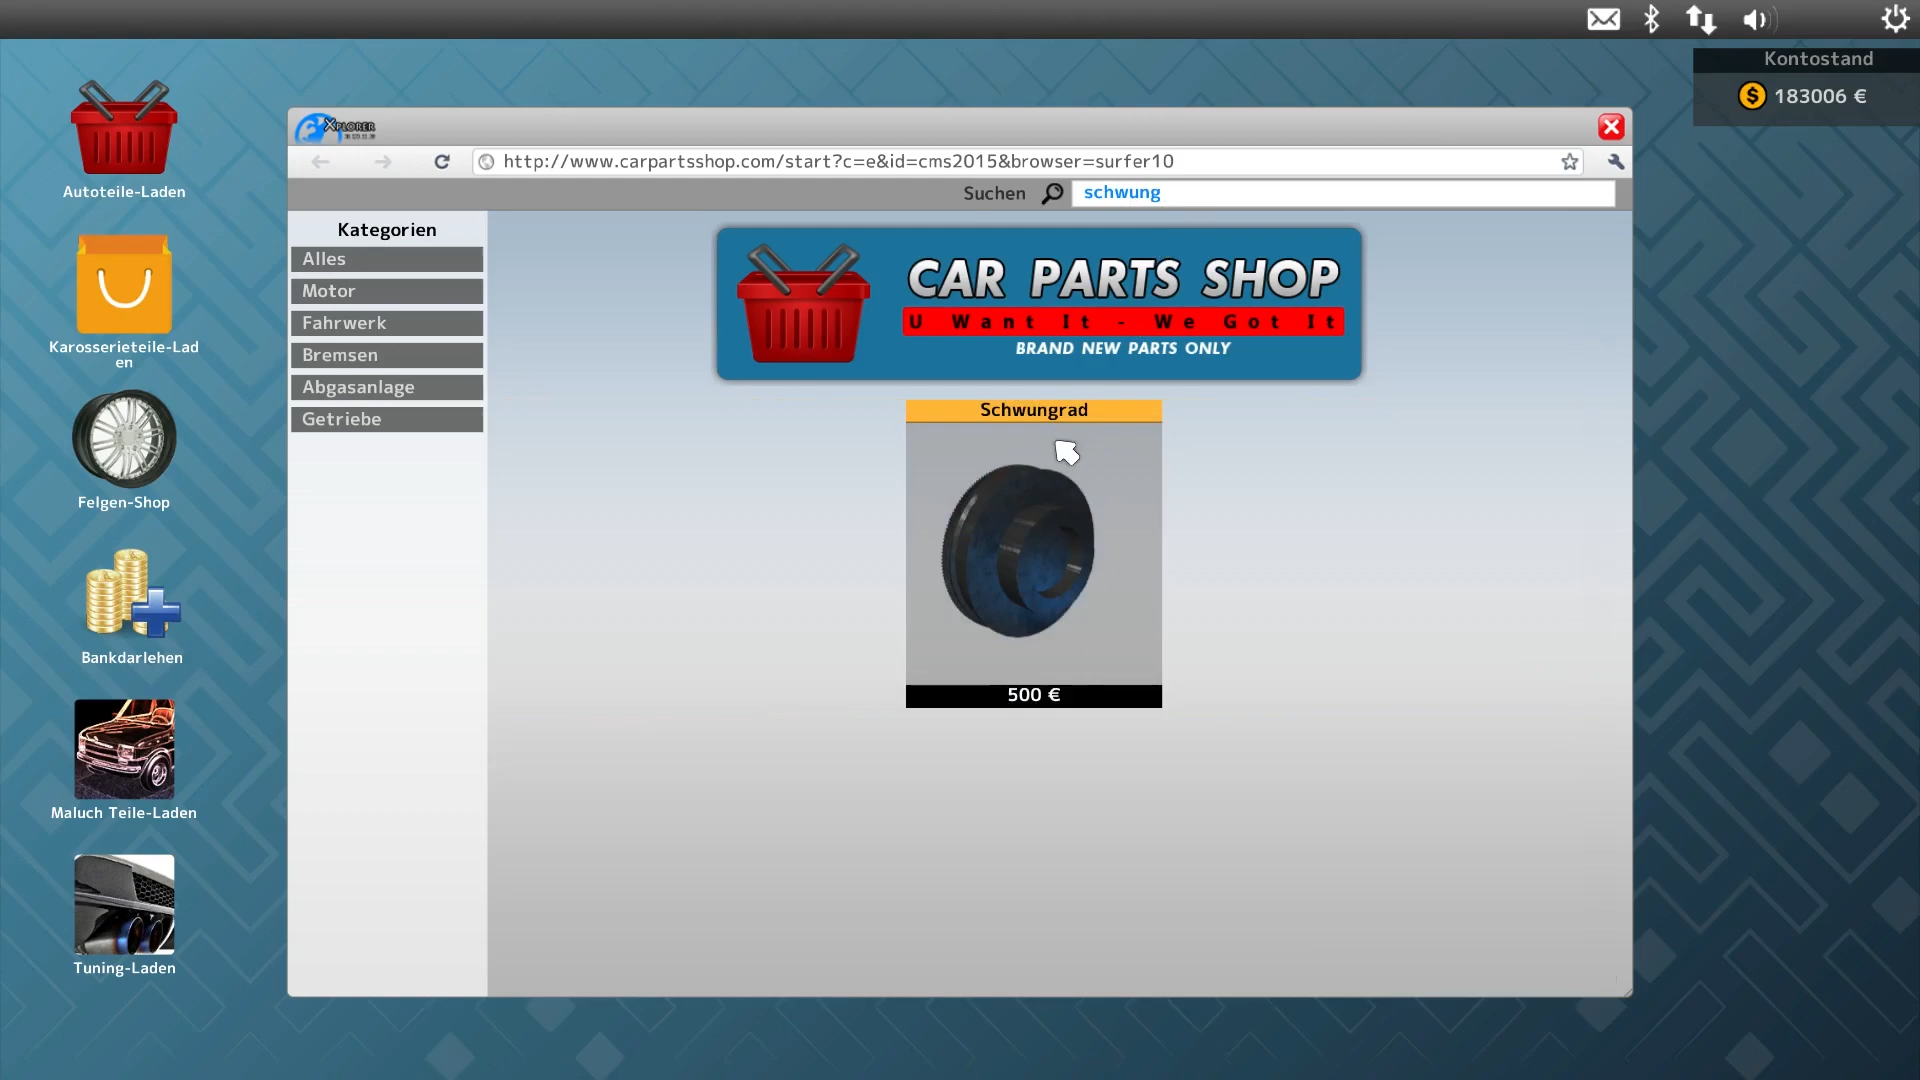 Kontostand
183006 €
Autoteile-Laden
Karosserieteile-Lad
en
Felgen-Shop
Bankdarlehen
Maluch Teile-Laden
Tuning-Laden
XPLORER
http://www.carpartsshop.com/start?c=e&id=cms2015&browser=surfer10
Suchen
schwung
Kategorien
Alles
Motor
Fahrwerk
Bremsen
Abgasanlage
Getriebe
CAR PARTS SHOP
U Want It - We Got It
BRAND NEW PARTS ONLY
Schwungrad
500 €